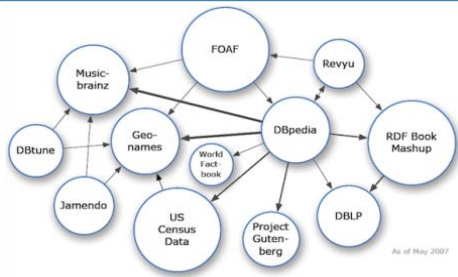 FOAF
Music-
brainz
Revyu
DBtune
Geo-
names
World
Fact-
book
DBpedia
RDF Book
Mashup
Jamendo
US
Census
Data
Project
Guten-
berg
DBLP
As of May 2007